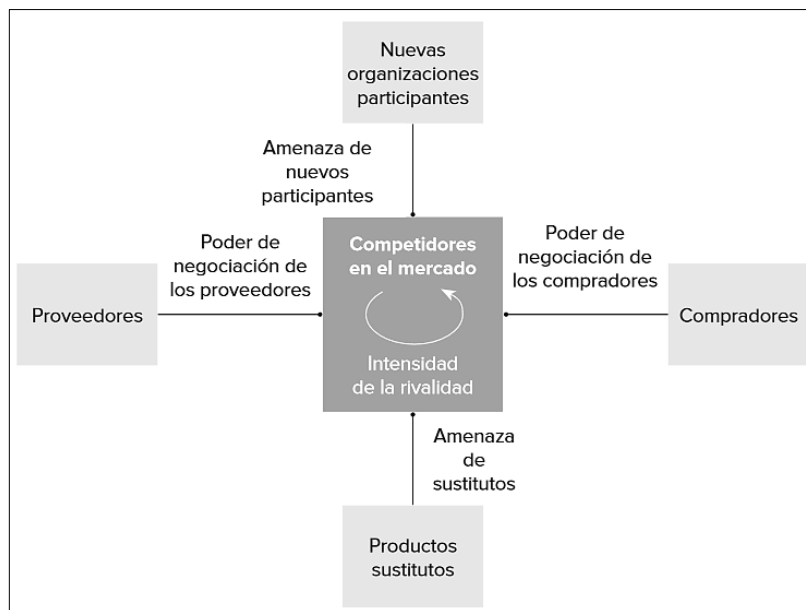 Nuevas
organizaciones
participantes
Amenaza de
nuevos
participantes
Poder de
negociación de
los proveedores
Competidores
en el mercado
Poder de
negociación de
los compradores
Proveedores
Compradores
Intensidad
de la rivalidad
Amenaza
de
sustitutos
Productos
sustitutos